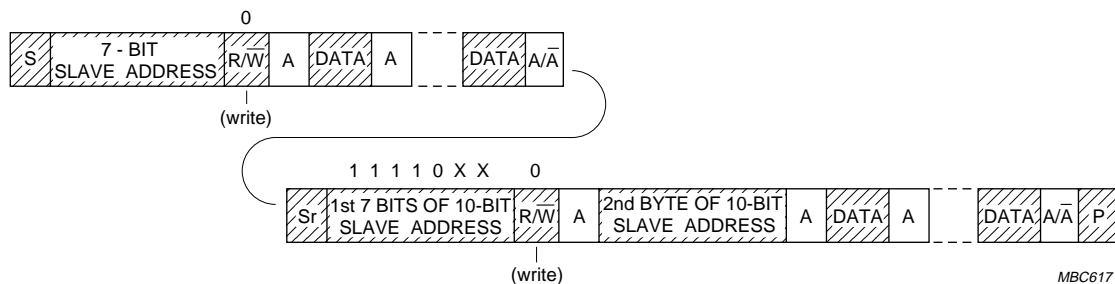 0
S 7 - BIT SLAVE ADDRESS R/W̅ A DATA A DATA A/A̅
(write)
1 1 1 1 0 X X 0
Sr 1st 7 BITS OF 10-BIT SLAVE ADDRESS R/W̅ A 2nd BYTE OF 10-BIT SLAVE ADDRESS A DATA A DATA A/A̅ P
(write)
MBC617